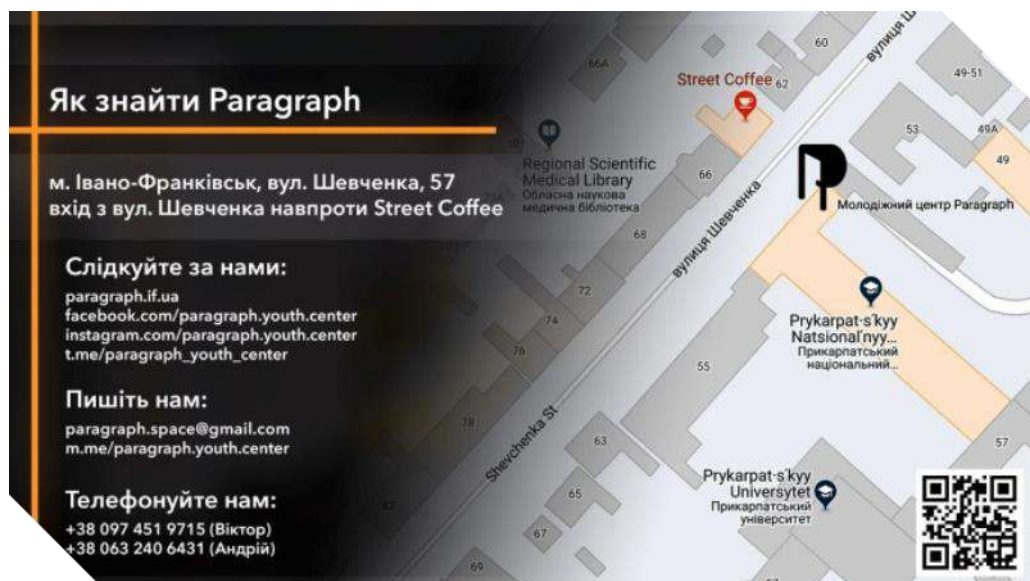 Як знайти Paragraph
м. Івано-Франківськ, вул. Шевченка, 57
вхід з вул. Шевченка навпроти Street Coffee
Слідкуйте за нами:
paragraph.if.ua
facebook.com/paragraph.youth.center
instagram.com/paragraph.youth.center
t.me/paragraph_youth_center
Пишіть нам:
paragraph.space@gmail.com
m.me/paragraph.youth.center
Телефонуйте нам:
+38 097 451 9715 (Віктор)
+38 063 240 6431 (Андрій)
66A
60
вулиця Ш
Street Coffee
62
49-51
53
49A
49
Regional Scientific
Medical Library
Обласна наукова
медична бібліотека
66
Молодіжний центр Paragraph
вулиця Шевченка
68
72
74
76
78
Prykarpat·s'kyy
Natsional'nyy...
Прикарпатський
національний...
55
57
Shevchenka St
63
65
67
69
Prykarpat·s'kyy
Universytet
Прикарпатський
університет